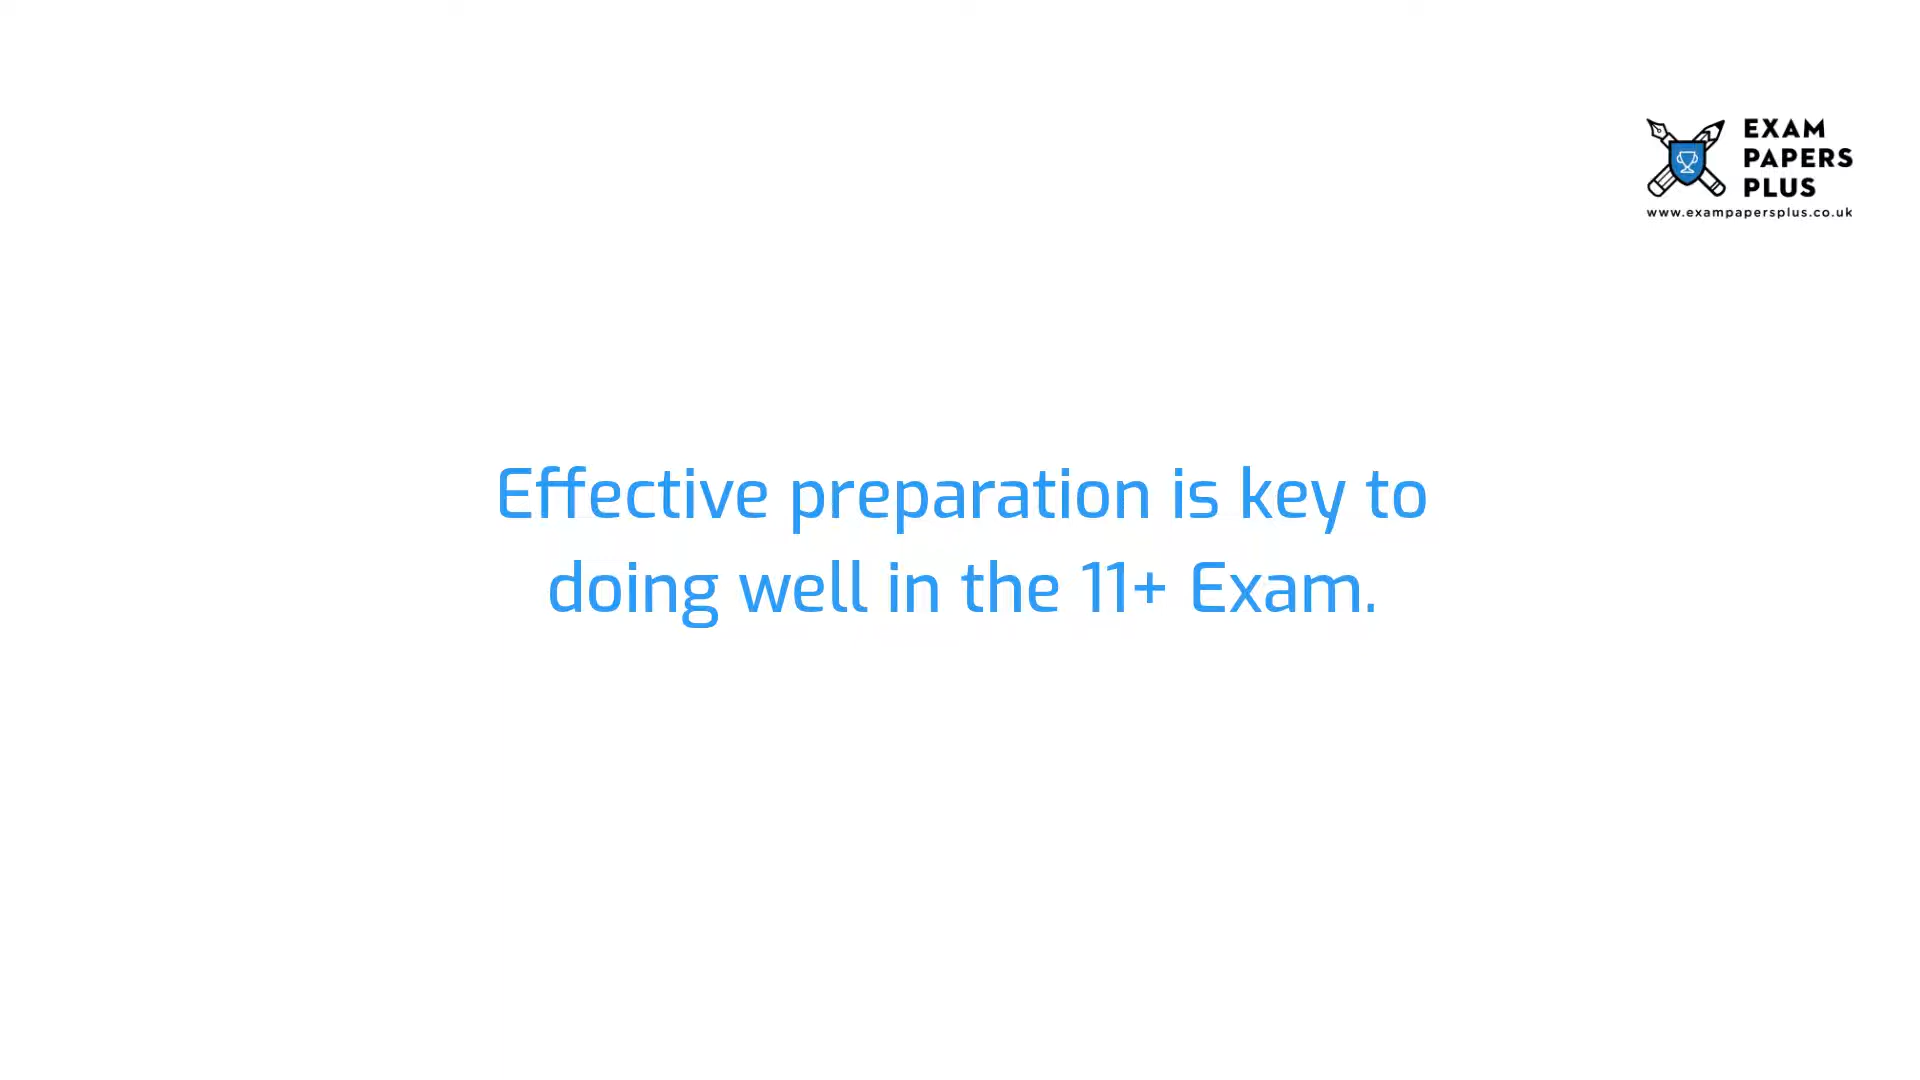 EXAM
PAPERS
PLUS
www.exampapersplus.co.uk
Effective preparation is key to
doing well in the 11+ Exam.